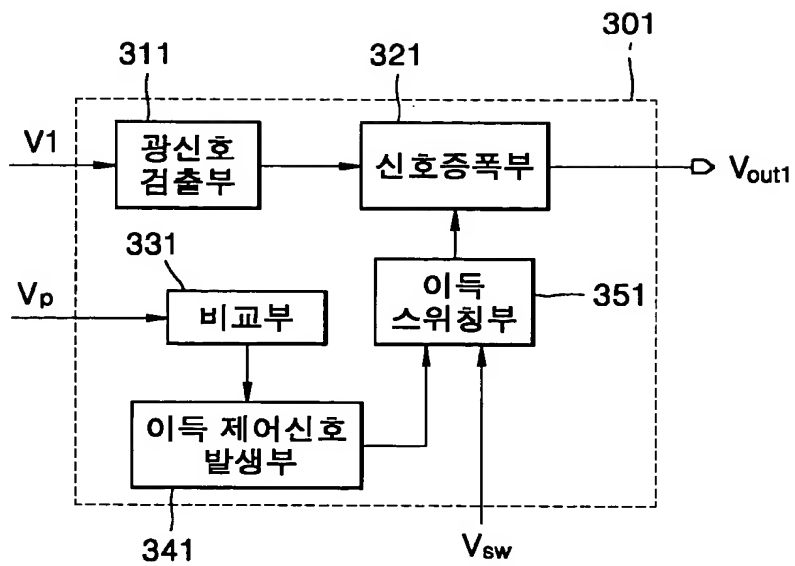 301
311
321
V1
광신호
검출부
신호증폭부
Vout1
331
Vp
비교부
이득
스위칭부
351
이득 제어신호
발생부
341
Vsw